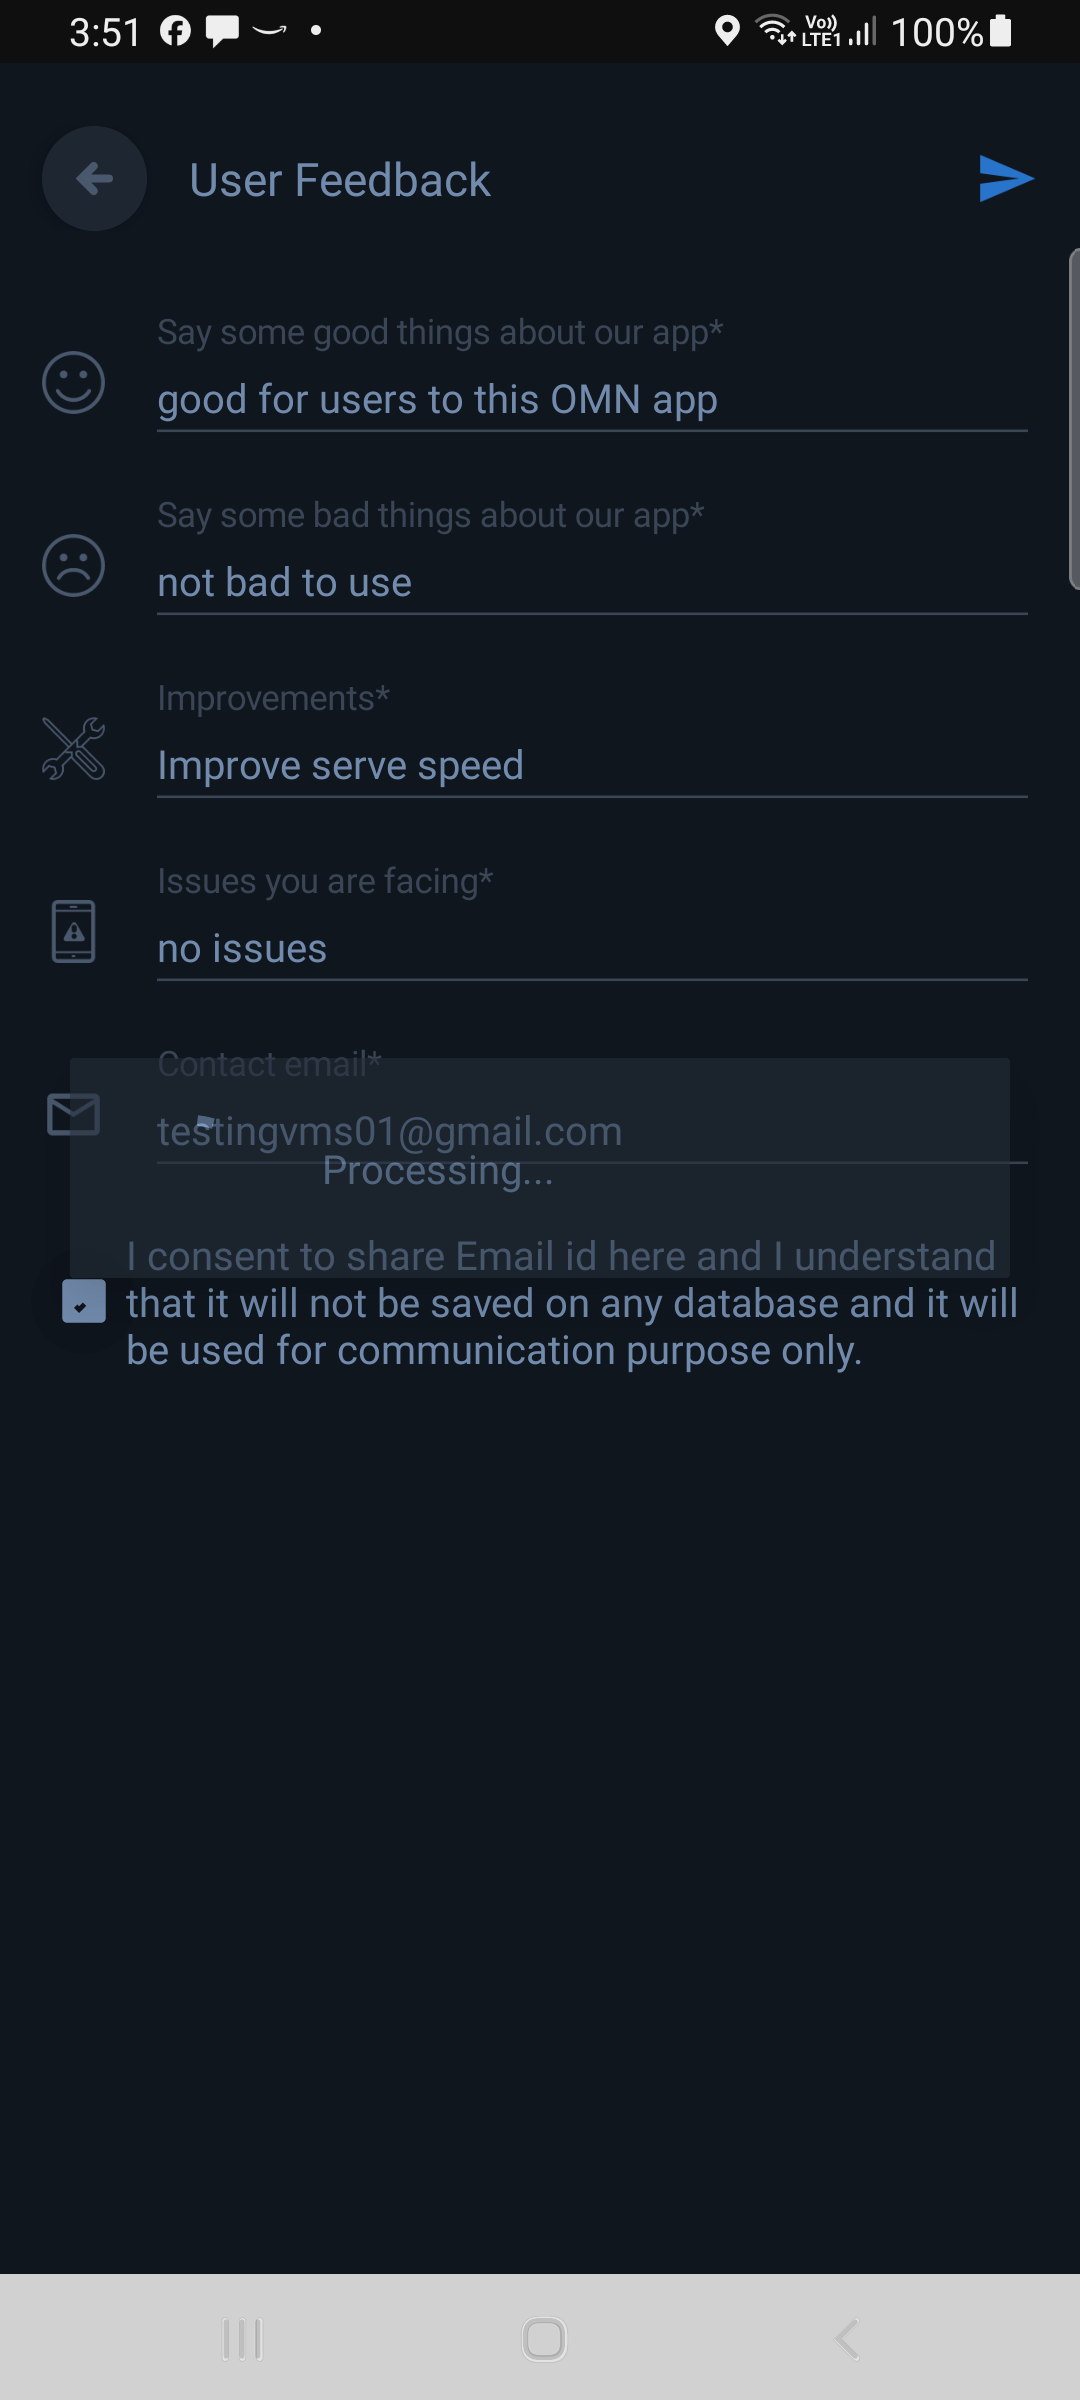 3:51
Vo))
LTE1
100%
User Feedback
Say some good things about our app*
good for users to this OMN app
Say some bad things about our app*
not bad to use
Improvements*
Improve serve speed
Issues you are facing*
no issues
Contact email*
testingvms01@gmail.com
Processing...
I consent to share Email id here and I understand
that it will not be saved on any database and it will
be used for communication purpose only.